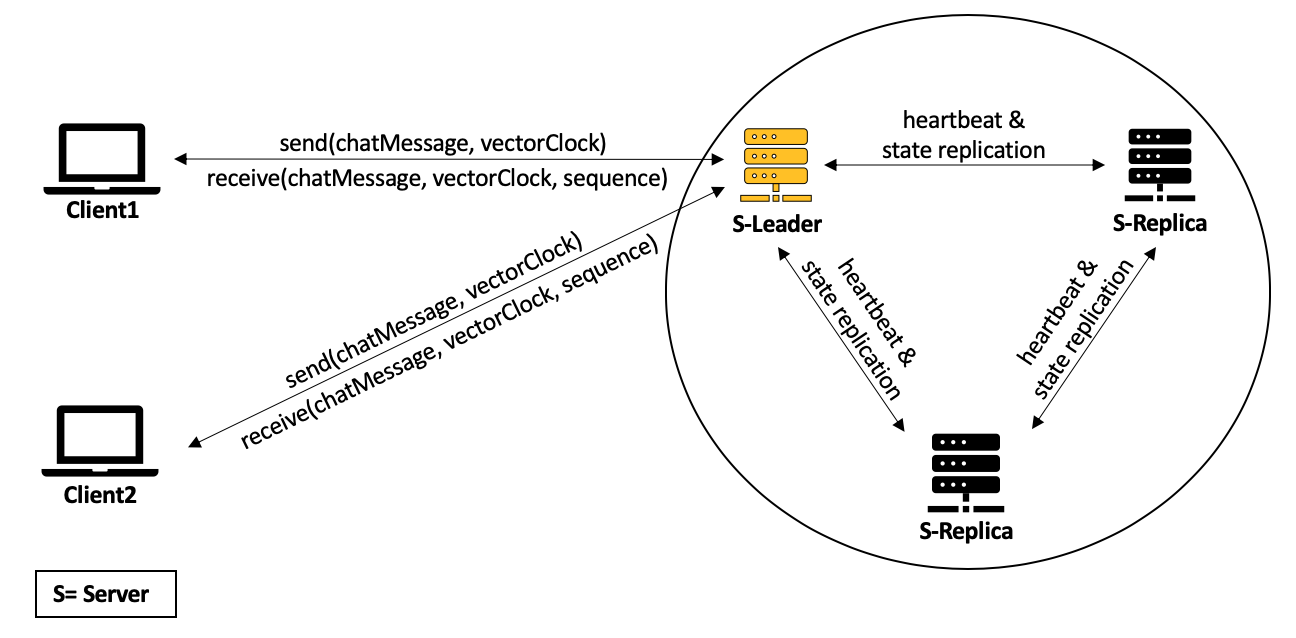 send(chatMessage, vectorClock)
receive(chatMessage, vectorClock, sequence)
Client1
heartbeat &
state replication
S-Leader
S-Replica
send(chatMessage, vectorClock)
receive(chatMessage, vectorClock, sequence)
heartbeat &
state replication
heartbeat &
state replication
Client2
S-Replica
S= Server